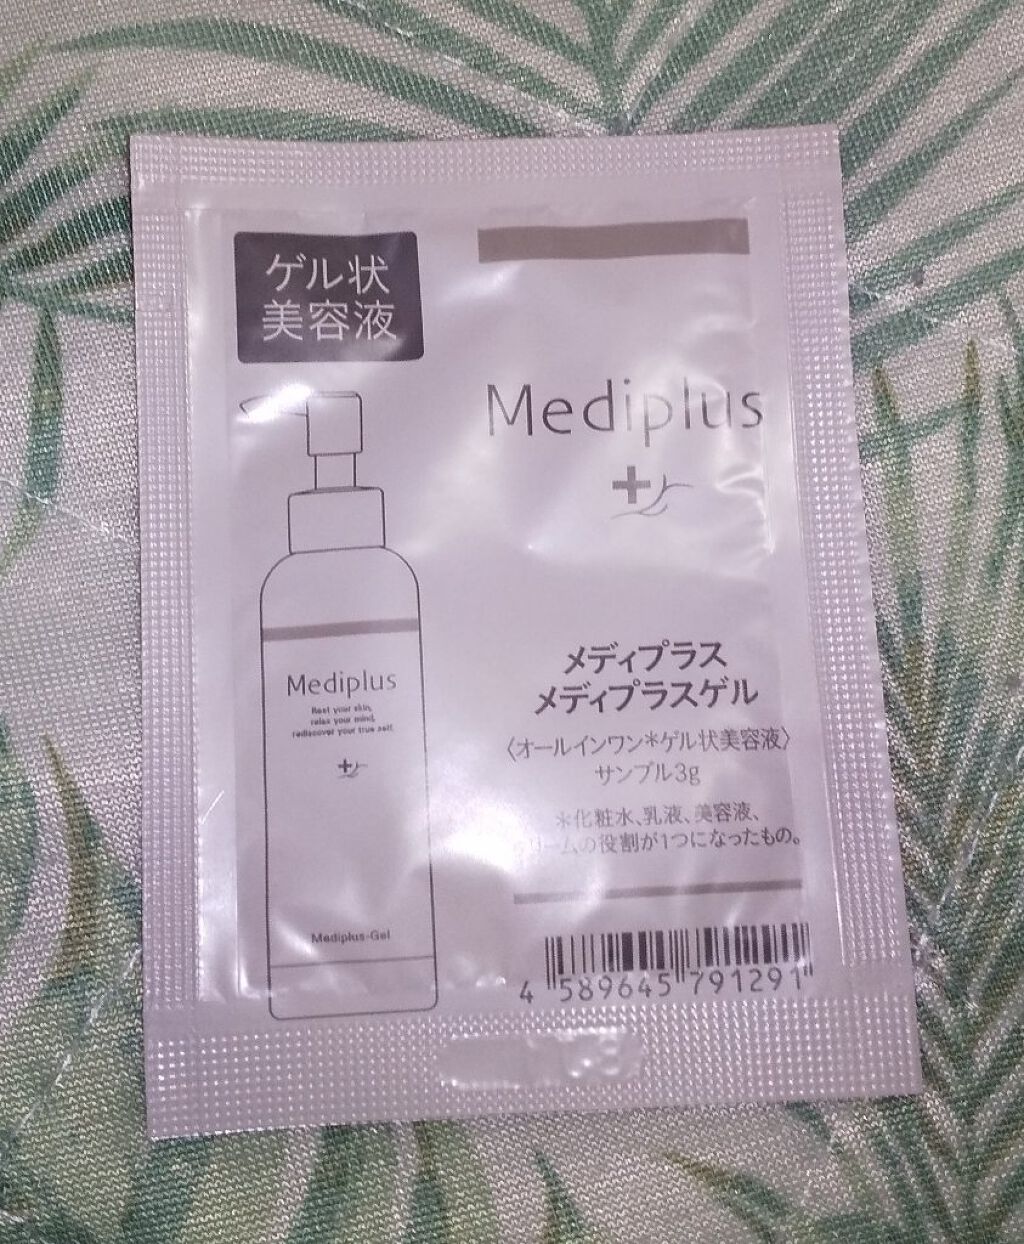 ゲル状
美容液
Mediplus
Mediplus
Rest your skin,
relax your mind,
rediscover your true self.
Mediplus-Gel
メディプラス
メディプラスゲル
〈オールインワン＊ゲル状美容液〉
サンプル3g
＊化粧水、乳液、美容液、
クリームの役割が1つになったもの。
4 589645 791291